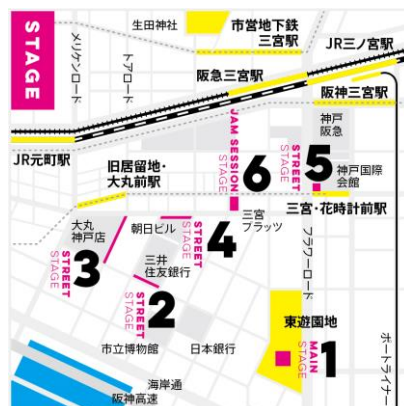 STAGE
メリケンロード
トアロード
生田神社
市営地下鉄
三宮駅
JR三ノ宮駅
阪急三宮駅
阪神三宮駅
神戸
阪急
JR元町駅
旧居留地・
大丸前駅
JAM SESSION
STAGE
6
STREET
STAGE
5
神戸国際
会館
三宮・花時計前駅
大丸
神戸店
朝日ビル
STREET
STAGE
4
三宮
プラッツ
フラワーロード
STREET
STAGE
3
三井
住友銀行
STREET
STAGE
2
東遊園地
MAIN
STAGE
1
市立博物館
日本銀行
ポートライナー
海岸通
阪神高速